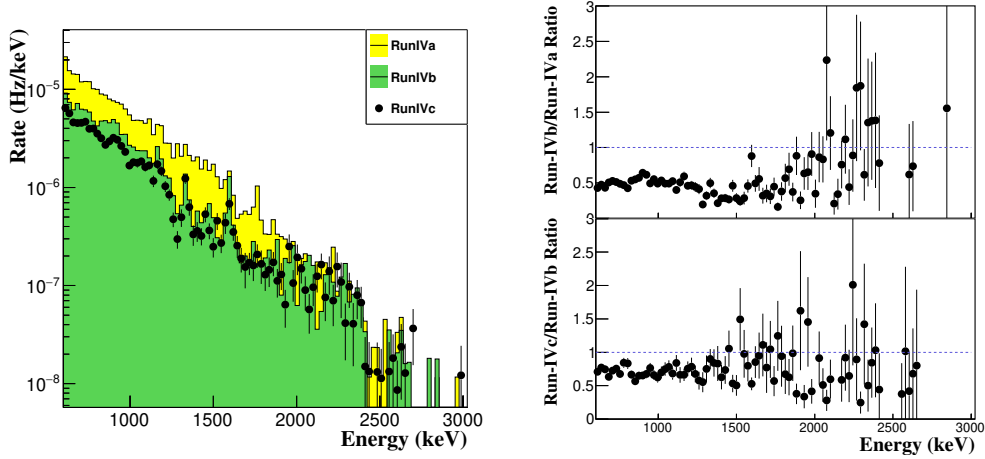 Rate (Hz/keV)
10⁻⁵
10⁻⁶
10⁻⁷
10⁻⁸
RunIVa
RunIVb
RunIVc
1000 1500 2000 2500 3000
Energy (keV)
Run-IVb/Run-IVa Ratio
3
2.5
2
1.5
1
0.5
Run-IVc/Run-IVb Ratio
3
2.5
2
1.5
1
0.5
0
1000 1500 2000 2500 3000
Energy (keV)